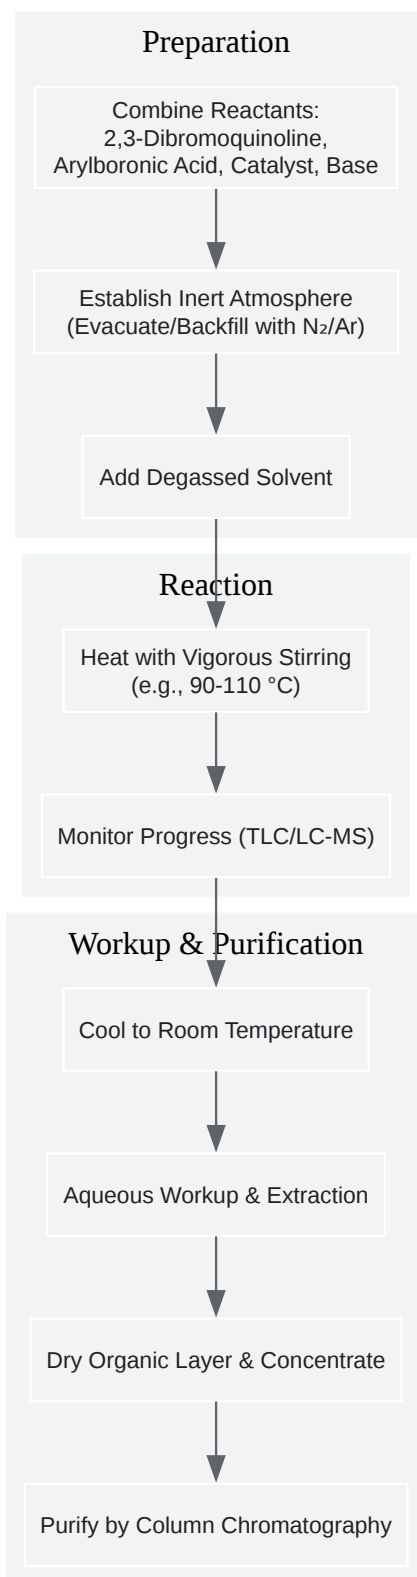 Preparation
Combine Reactants:
2,3-Dibromoquinoline,
Arylboronic Acid, Catalyst, Base
Establish Inert Atmosphere
(Evacuate/Backfill with N₂/Ar)
Add Degassed Solvent
Reaction
Heat with Vigorous Stirring
(e.g., 90-110 °C)
Monitor Progress (TLC/LC-MS)
Workup & Purification
Cool to Room Temperature
Aqueous Workup & Extraction
Dry Organic Layer & Concentrate
Purify by Column Chromatography